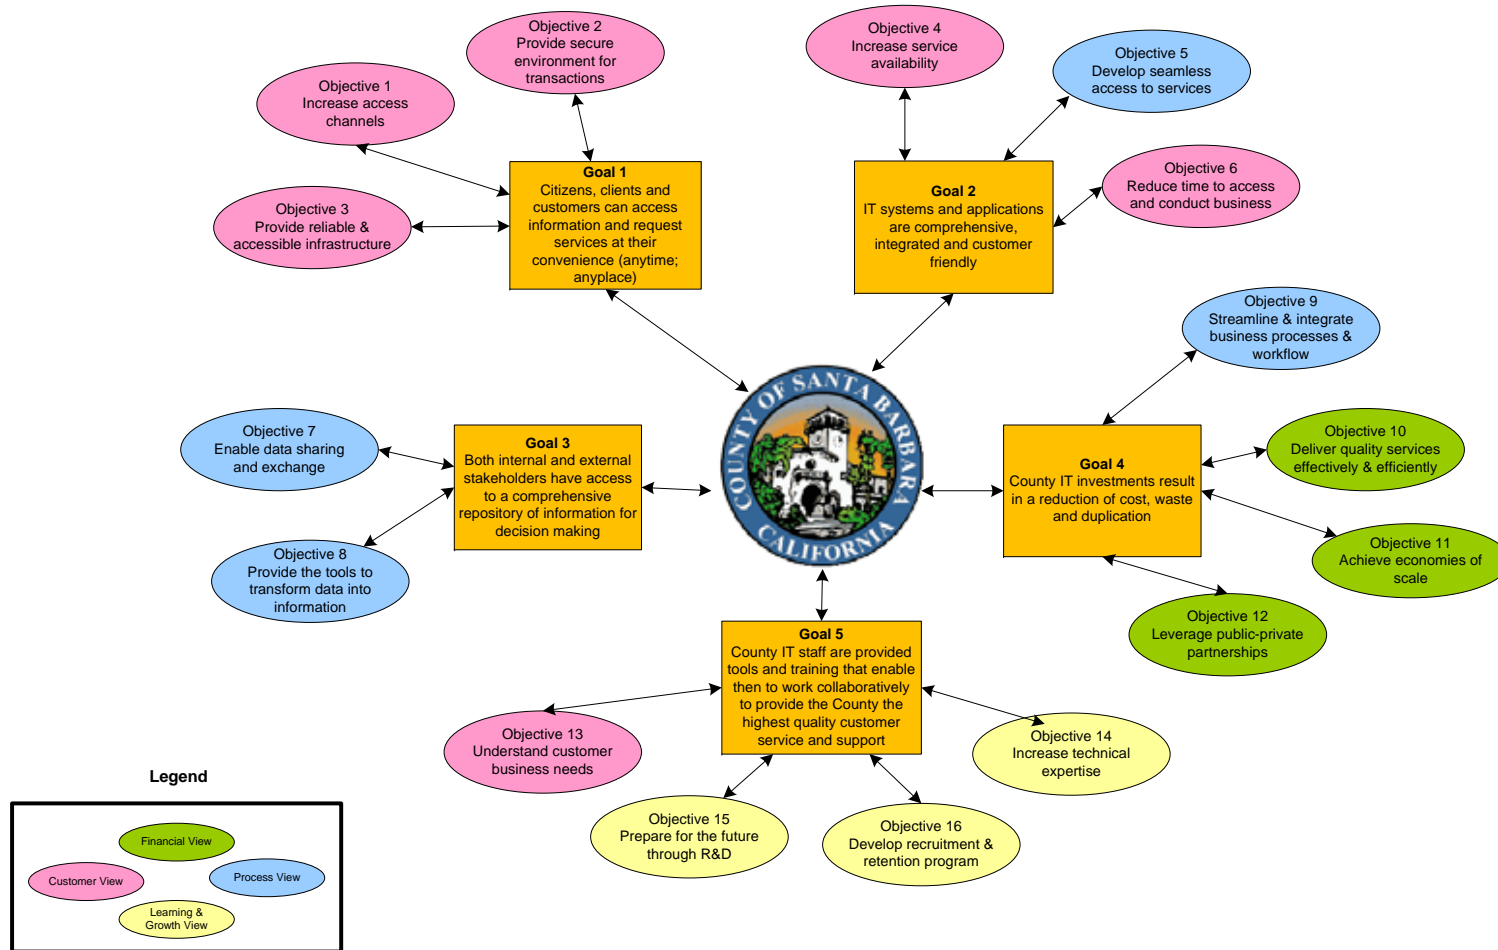 Objective 1
Increase access
channels
Objective 2
Provide secure
environment for
transactions
Objective 3
Provide reliable &
accessible infrastructure
Goal 1
Citizens, clients and
customers can access
information and request
services at their
convenience (anytime;
anyplace)
Objective 4
Increase service
availability
Objective 5
Develop seamless
access to services
Objective 6
Reduce time to access
and conduct business
Goal 2
IT systems and applications
are comprehensive,
integrated and customer
friendly
Objective 7
Enable data sharing
and exchange
Objective 8
Provide the tools to
transform data into
information
Goal 3
Both internal and external
stakeholders have access
to a comprehensive
repository of information for
decision making
COUNTY OF SANTA BARBARA
CALIFORNIA
Objective 9
Streamline & integrate
business processes &
workflow
Goal 4
County IT investments result
in a reduction of cost, waste
and duplication
Objective 10
Deliver quality services
effectively & efficiently
Objective 11
Achieve economies of
scale
Objective 12
Leverage public-private
partnerships
Goal 5
County IT staff are provided
tools and training that enable
then to work collaboratively
to provide the County the
highest quality customer
service and support
Objective 13
Understand customer
business needs
Objective 14
Increase technical
expertise
Objective 15
Prepare for the future
through R&D
Objective 16
Develop recruitment &
retention program
Legend
Financial View
Customer View
Process View
Learning &
Growth View